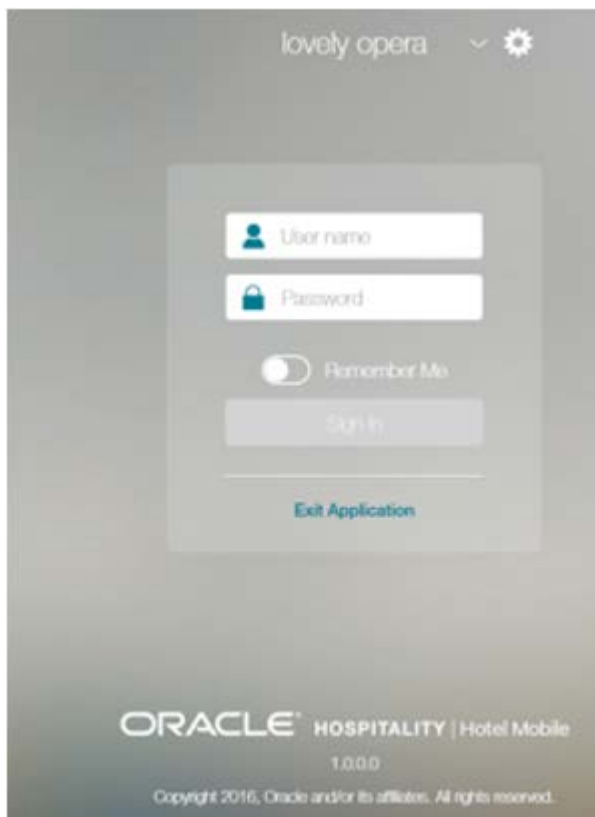 lovely opera
User name
Password
Remember Me
Sign In
Exit Application
ORACLE® HOSPITALITY | Hotel Mobile
1.0.0.0
Copyright 2016, Oracle and/or its affiliates. All rights reserved.